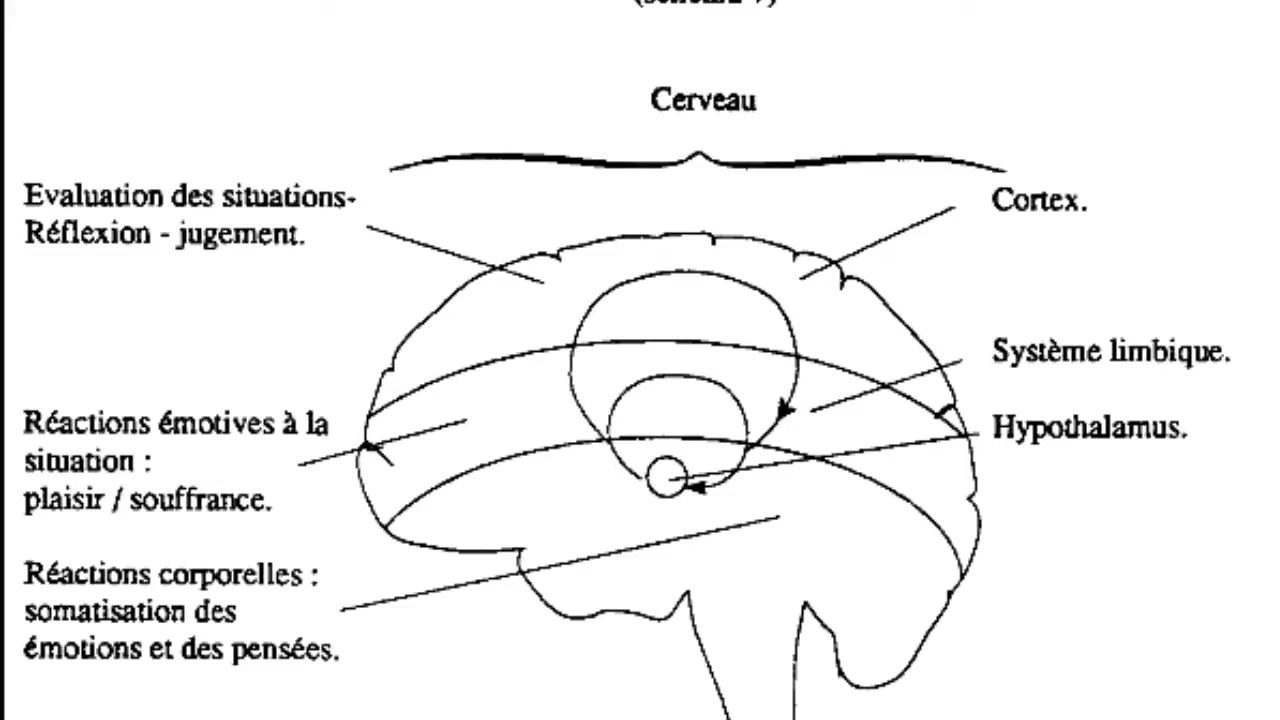 Cerveau
Evaluation des situations-
Réflexion - jugement.
Cortex.
Système limbique.
Hypothalamus.
Réactions émotives à la
situation :
plaisir / souffrance.
Réactions corporelles :
somatisation des
émotions et des pensées.